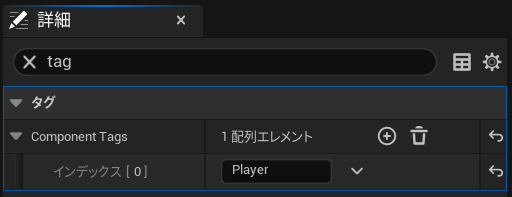 詳細
tag
タグ
Component Tags 1 配列エレメント
インデックス [ 0 ] Player